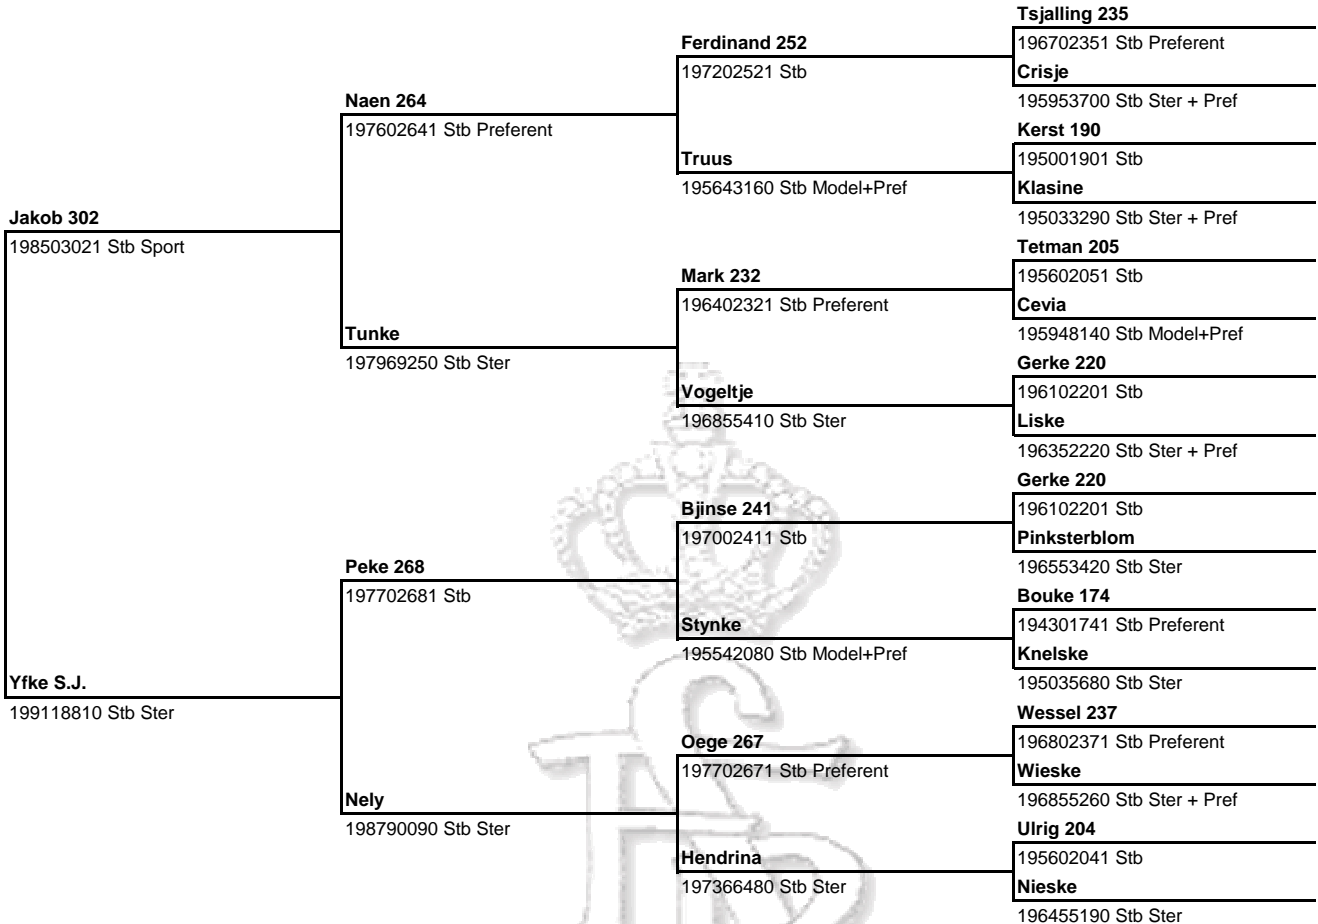 Tsjalling 235
Ferdinand 252
196702351 Stb Preferent
197202521 Stb
Crisje
Naen 264
195953700 Stb Ster + Pref
197602641 Stb Preferent
Kerst 190
Truus
195001901 Stb
195643160 Stb Model+Pref
Klasine
Jakob 302
195033290 Stb Ster + Pref
198503021 Stb Sport
Tetman 205
Mark 232
195602051 Stb
196402321 Stb Preferent
Cevia
Tunke
195948140 Stb Model+Pref
197969250 Stb Ster
Gerke 220
Vogeltje
196102201 Stb
196855410 Stb Ster
Liske
196352220 Stb Ster + Pref
Gerke 220
Bjinse 241
196102201 Stb
197002411 Stb
Pinksterblom
Peke 268
196553420 Stb Ster
197702681 Stb
Bouke 174
Stynke
194301741 Stb Preferent
195542080 Stb Model+Pref
Knelske
Yfke S.J.
195035680 Stb Ster
199118810 Stb Ster
Wessel 237
Oege 267
196802371 Stb Preferent
197702671 Stb Preferent
Wieske
Nely
196855260 Stb Ster + Pref
198790090 Stb Ster
Ulrig 204
Hendrina
195602041 Stb
197366480 Stb Ster
Nieske
196455190 Stb Ster